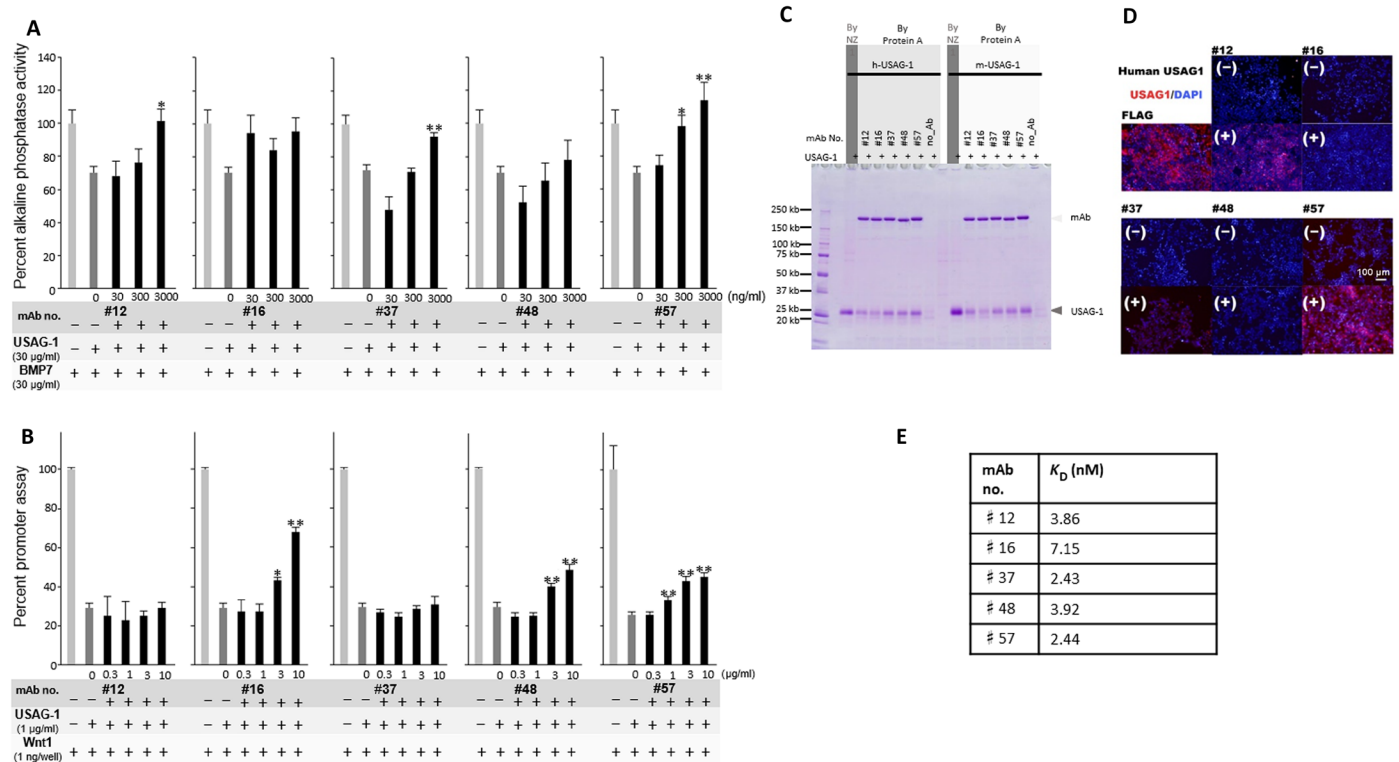 A
Percent alkaline phosphatase activity
140
120
100
80
60
40
20
0
* ** * **
0 30 300 3000 0 30 300 3000 0 30 300 3000 0 30 300 3000 0 30 300 3000 (ng/ml)
mAb no. #12 #16 #37 #48 #57
− − + + + − − + + + − − + + + − − + + + − − + + +
USAG-1 − + + + + − + + + + − + + + + − + + + + − + + + +
(30 µg/ml)
BMP7 + + + + + + + + + + + + + + + + + + + + + + + + +
(30 µg/ml)
B
Percent promoter assay
100
80
60
40
20
0
* ** ** ** ** ** **
0 0.3 1 3 10 0 0.3 1 3 10 0 0.3 1 3 10 0 0.3 1 3 10 0 0.3 1 3 10 (µg/ml)
mAb no. #12 #16 #37 #48 #57
− − + + + + − − + + + + − − + + + + − − + + + + − − + + + +
USAG-1 − + + + + + − + + + + + − + + + + + − + + + + + − + + + + +
(1 µg/ml)
Wnt1 + + + + + + + + + + + + + + + + + + + + + + + + + + + + + +
(1 ng/well)
C
By NZ
By Protein A
By NZ
By Protein A
h-USAG-1 m-USAG-1
mAb No. #12 #16 #37 #48 #57 no_Ab #12 #16 #37 #48 #57 no_Ab
USAG-1 + + + + + + + + + + + + + +
250 kb
150 kb
100 kb
75 kb
50 kb
37 kb
25 kb
20 kb
mAb
USAG-1
D
#12 #16
Human USAG1 (−) (−)
USAG1/DAPI
FLAG
(+) (+)
#37 #48 #57
(−) (−) (−)
100 µm
(+) (+) (+)
E
mAb no. KD (nM)
♯ 12 3.86
♯ 16 7.15
♯ 37 2.43
♯ 48 3.92
♯ 57 2.44